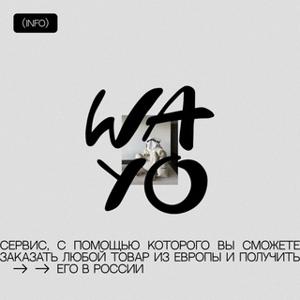 (INFO)
WA
YO
СЕРВИС, С ПОМОЩЬЮ КОТОРОГО ВЫ СМОЖЕТЕ
ЗАКАЗАТЬ ЛЮБОЙ ТОВАР ИЗ ЕВРОПЫ И ПОЛУЧИТЬ
→ → ЕГО В РОССИИ